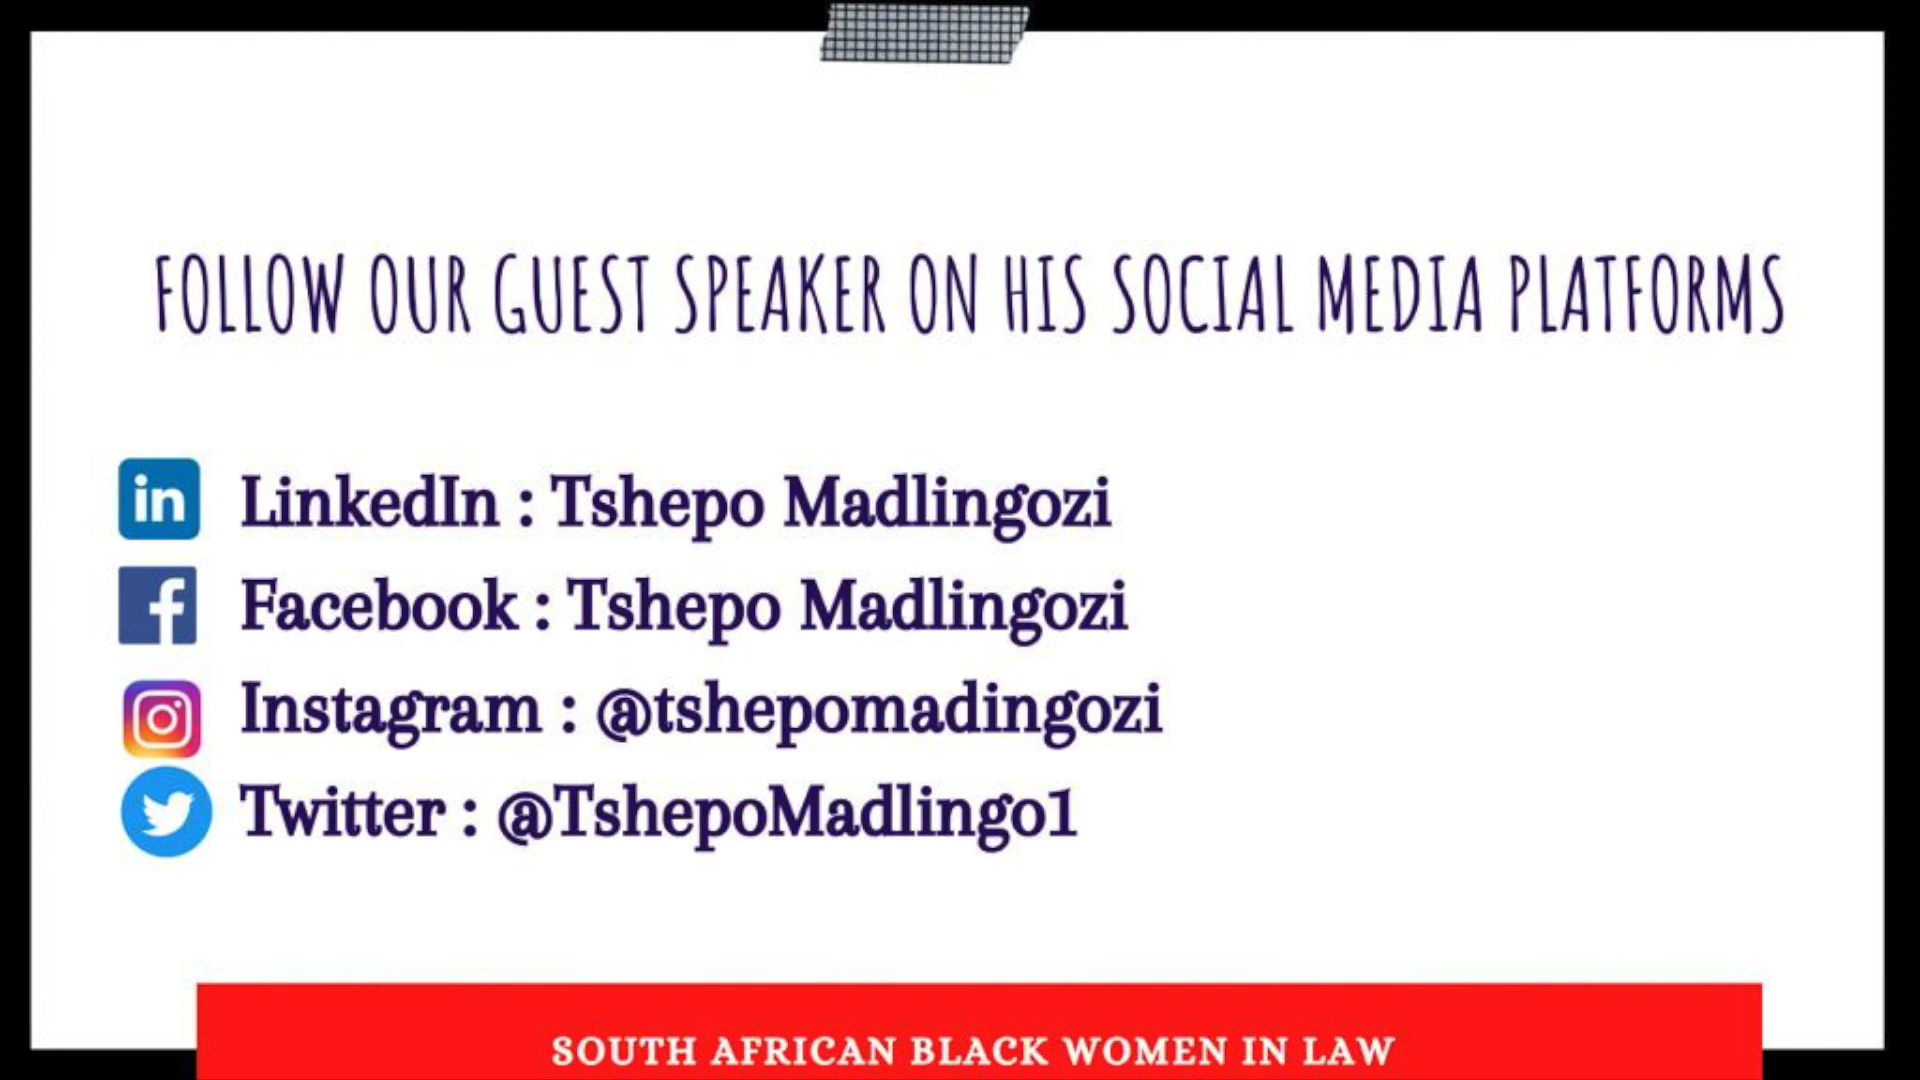 FOLLOW OUR GUEST SPEAKER ON HIS SOCIAL MEDIA PLATFORMS
in LinkedIn : Tshepo Madlingozi
f Facebook : Tshepo Madlingozi
Instagram : @tshepomadingozi
Twitter : @TshepoMadlingo1
SOUTH AFRICAN BLACK WOMEN IN LAW